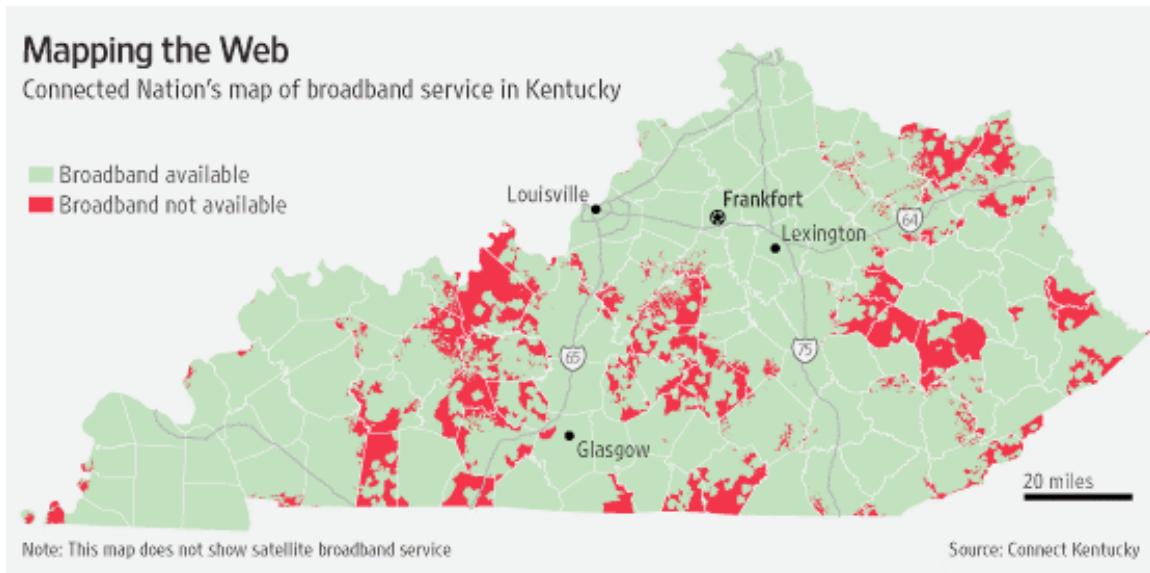 Mapping the Web
Connected Nation's map of broadband service in Kentucky
Broadband available
Broadband not available
Louisville
Frankfort
Lexington
64
65
75
Glasgow
20 miles
Note: This map does not show satellite broadband service
Source: Connect Kentucky